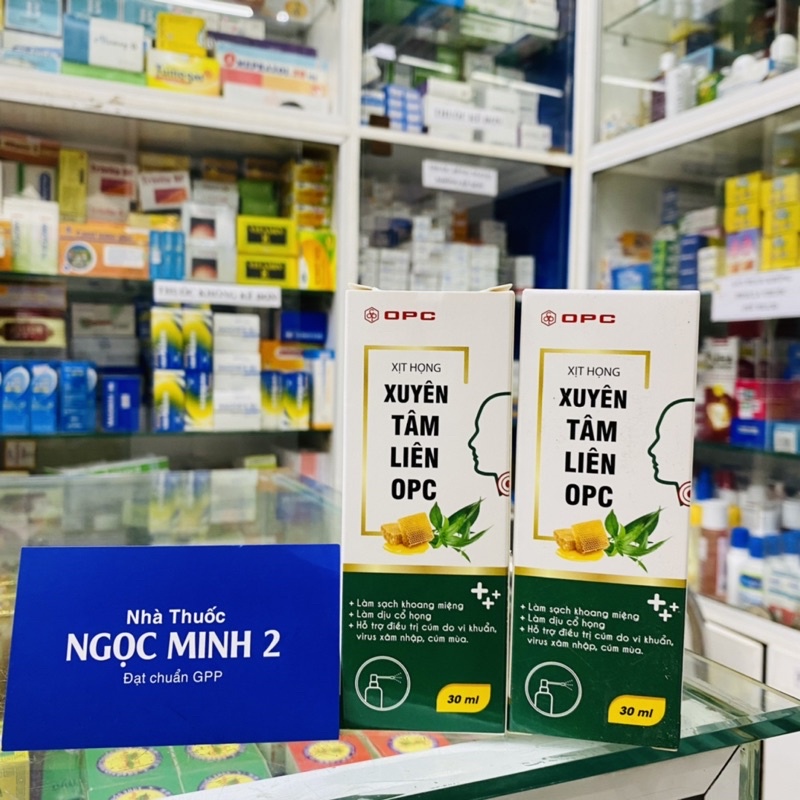 THUỐC KHÔNG KÊ ĐƠN
OPC
XỊT HỌNG
XUYÊN
TÂM
LIÊN
OPC
+ Làm sạch khoang miệng
+ Làm dịu cổ họng
+ Hỗ trợ điều trị cúm do vi khuẩn,
virus xâm nhập, cúm mùa.
30 ml
OPC
XỊT HỌNG
XUYÊN
TÂM
LIÊN
OPC
+ Làm sạch khoang miệng
+ Làm dịu cổ họng
+ Hỗ trợ điều trị cúm do vi khuẩn,
virus xâm nhập, cúm mùa.
30 ml
Nhà Thuốc
NGỌC MINH 2
Đạt chuẩn GPP